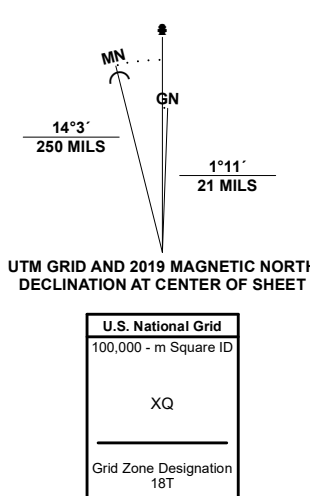 MN
GN
14°3´
250 MILS
1°11´
21 MILS
UTM GRID AND 2019 MAGNETIC NORTH
DECLINATION AT CENTER OF SHEET
U.S. National Grid
100,000 - m Square ID
XQ
Grid Zone Designation
18T